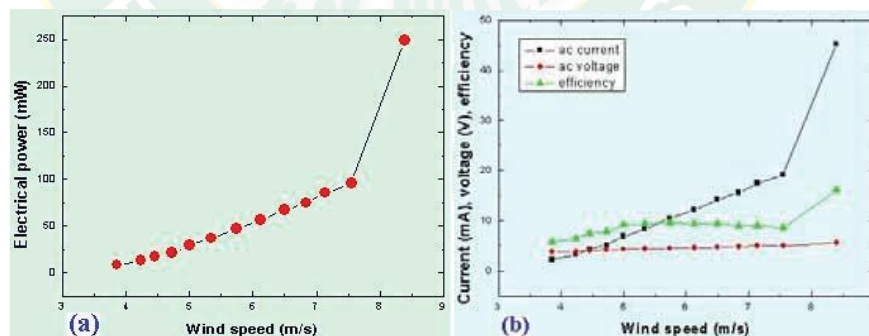 Electrical power (mW)
250
200
150
100
50
0
3 4 5 6 7 8 9
(a)
Wind speed (m/s)
Current (mA), voltage (V), efficiency
50
40
30
20
10
0
ac current
ac voltage
efficiency
3 4 5 6 7 8
(b)
Wind speed (m/s)